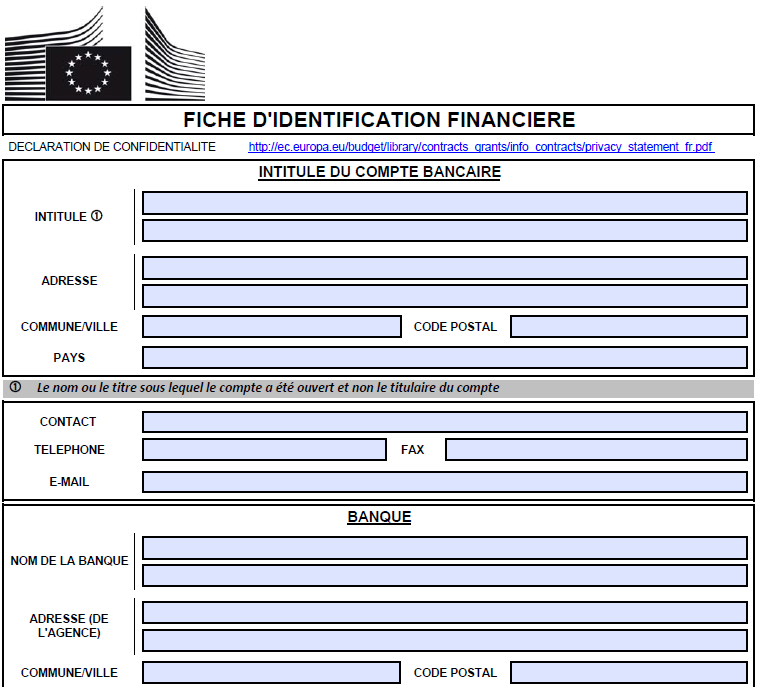 FICHE D'IDENTIFICATION FINANCIERE
DECLARATION DE CONFIDENTIALITE http://ec.europa.eu/budget/library/contracts_grants/info_contracts/privacy_statement_fr.pdf
INTITULE DU COMPTE BANCAIRE
INTITULE ①
ADRESSE
COMMUNE/VILLE CODE POSTAL
PAYS
① Le nom ou le titre sous lequel le compte a été ouvert et non le titulaire du compte
CONTACT
TELEPHONE FAX
E-MAIL
BANQUE
NOM DE LA BANQUE
ADRESSE (DE
L'AGENCE)
COMMUNE/VILLE CODE POSTAL